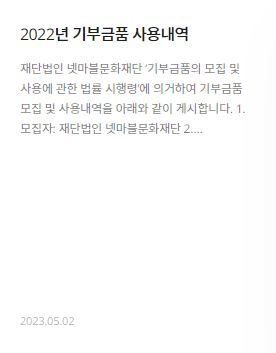 2022년 기부금품 사용내역
재단법인 넷마블문화재단 '기부금품의 모집 및
사용에 관한 법률 시행령'에 의거하여 기부금품
모집 및 사용내역을 아래와 같이 게시합니다. 1.
모집자: 재단법인 넷마블문화재단 2....
2023.05.02